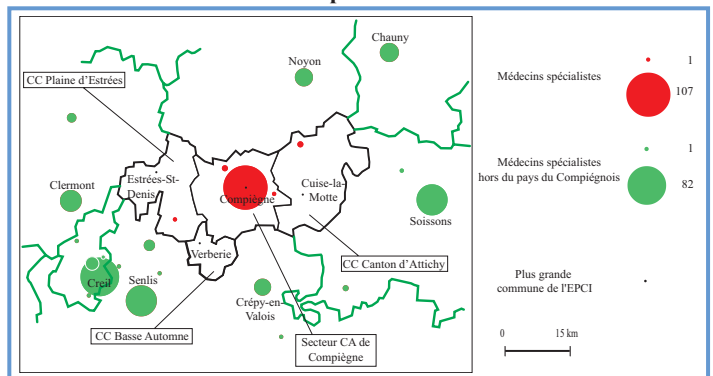 Chauny
Noyon
CC Plaine d'Estrées
Estrées-St-
Denis
Compiègne
Cuise-la-
Motte
Clermont
Soissons
Verberie
CC Canton d'Attichy
Creil
Senlis
Crépy-en-
Valois
CC Basse Automne
Secteur CA de
Compiègne
Médecins spécialistes
1
107
Médecins spécialistes
hors du pays du Compiégnois
1
82
Plus grande
commune de l'EPCI
0
15 km